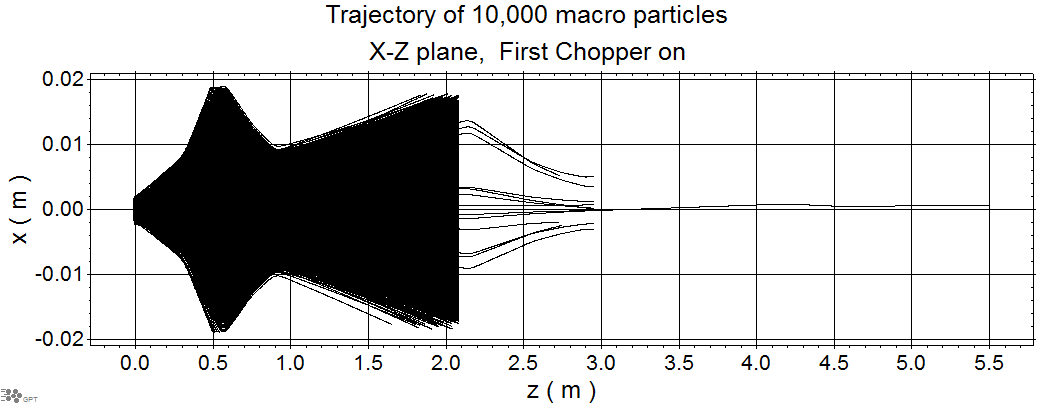 Trajectory of 10,000 macro particles
X-Z plane, First Chopper on
0.02
0.01
0.00
-0.01
-0.02
x ( m )
0.0 0.5 1.0 1.5 2.0 2.5 3.0 3.5 4.0 4.5 5.0 5.5
z ( m )
GPT